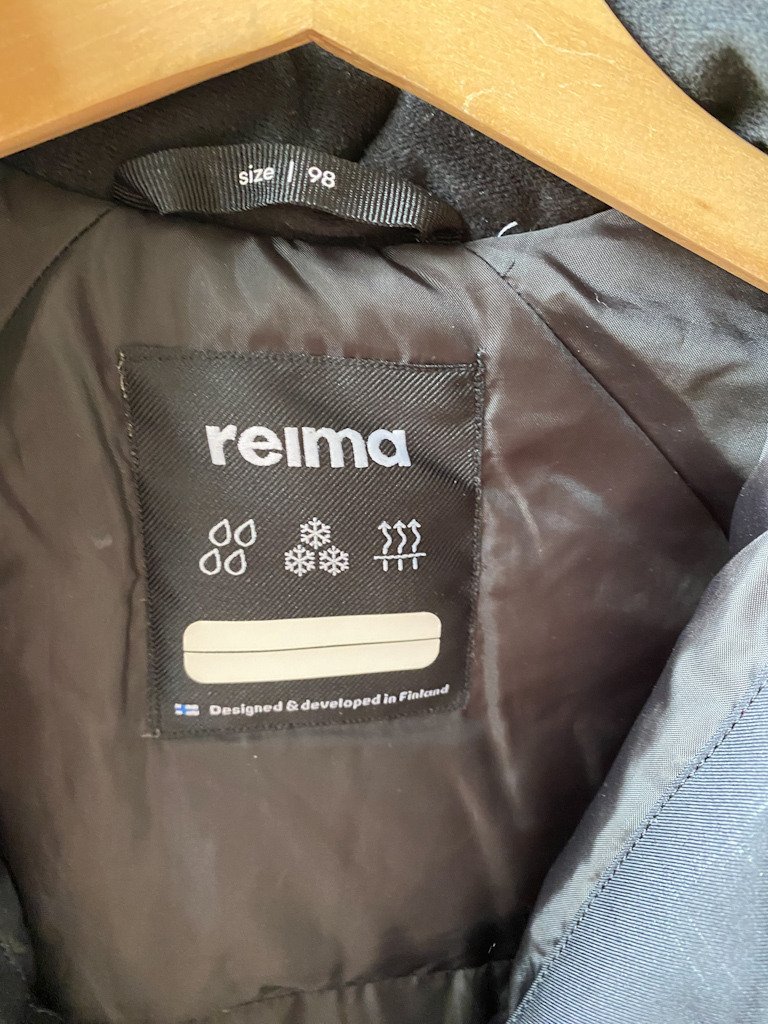 size | 98
reima
Designed & developed in Finland